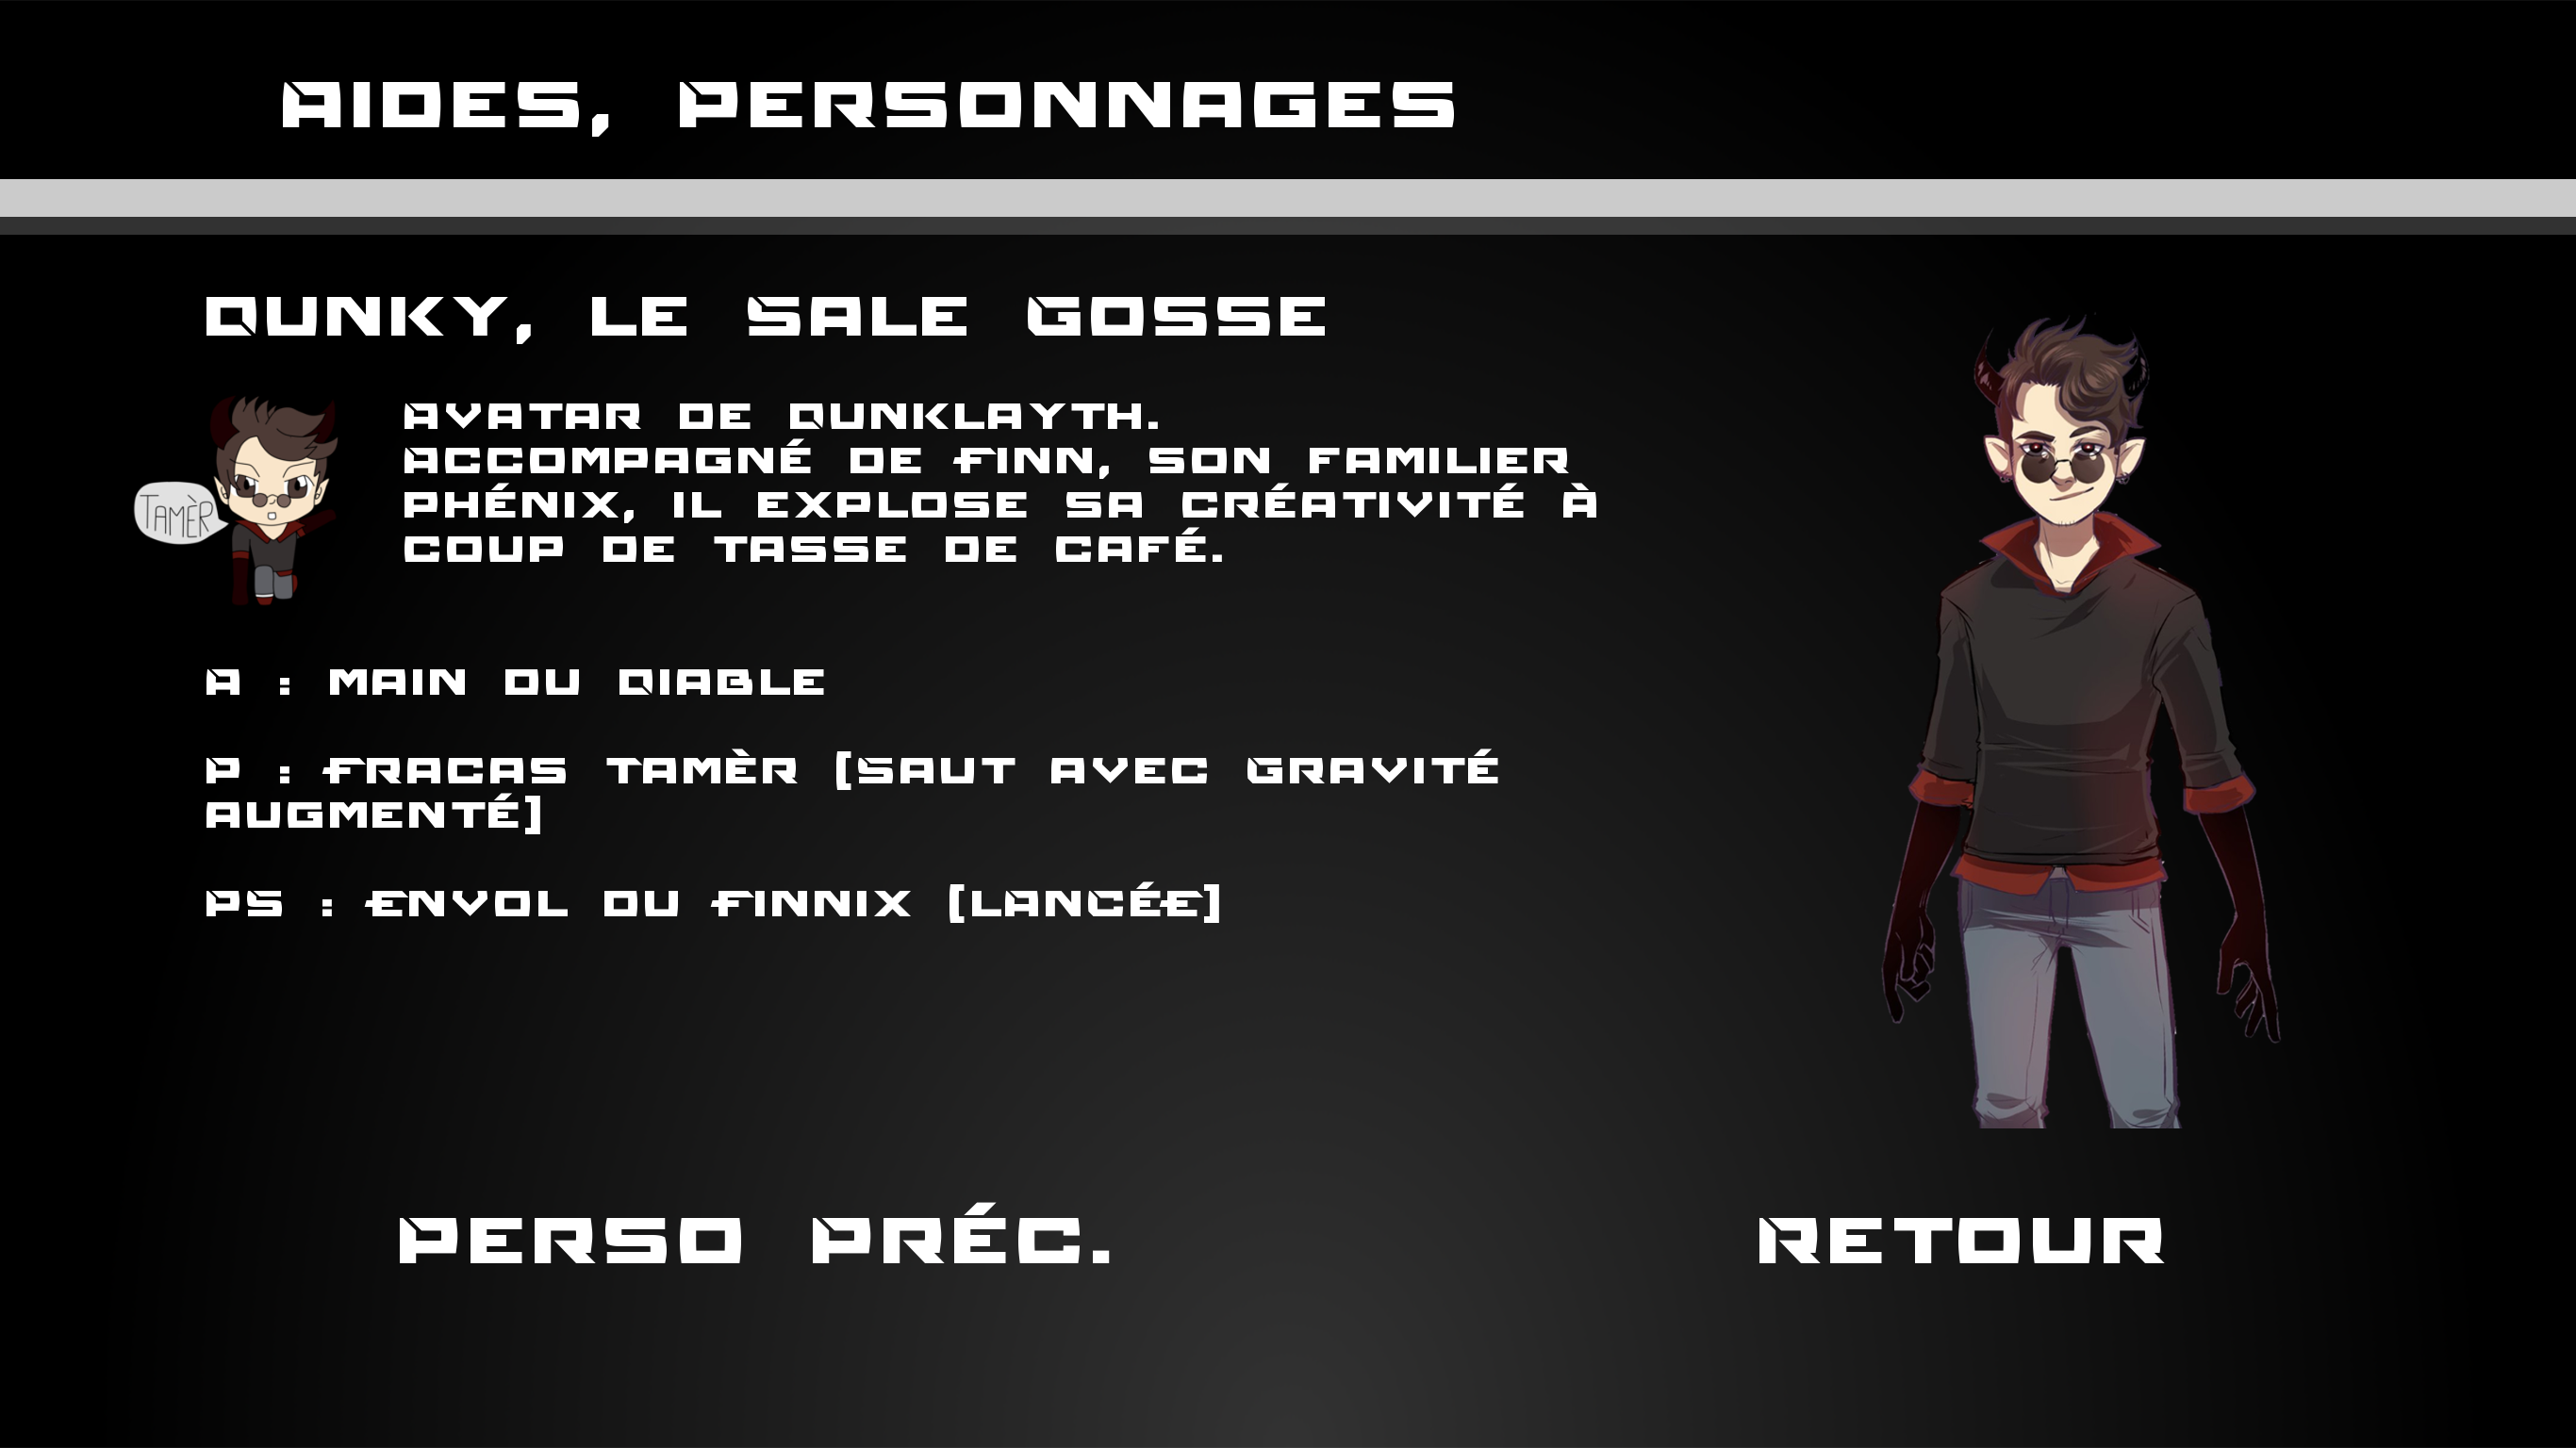 AIDES, PERSONNAGES
DUNKY, LE SALE GOSSE
AVATAR DE DUNKLAYTH.
ACCOMPAGNÉ DE FINN, SON FAMILIER
PHÉNIX, IL EXPLOSE SA CRÉATIVITÉ À
COUP DE TASSE DE CAFÉ.
TAMÈR
A : MAIN DU DIABLE
P : FRACAS TAMÈR [SAUT AVEC GRAVITÉ
AUGMENTÉ]
PS : ENVOL DU FINNIX [LANCÉE]
PERSO PRÉC.
RETOUR